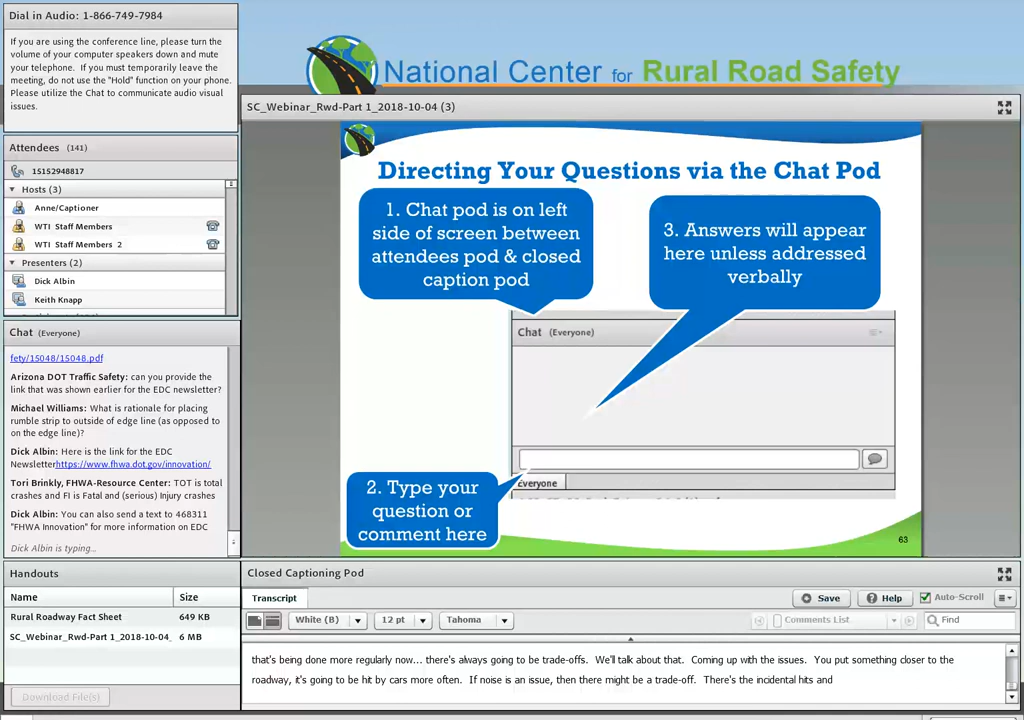 Dial in Audio: 1-866-749-7984
If you are using the conference line, please turn the
volume of your computer speakers down and mute
your telephone. If you must temporarily leave the
meeting, do not use the "Hold" function on your phone.
Please utilize the Chat to communicate audio visual
issues.
National Center for Rural Road Safety
Attendees (141)
15152948817
Hosts (3)
Anne/Captioner
WTI Staff Members
WTI Staff Members 2
Presenters (2)
Dick Albin
Keith Knapp
Chat (Everyone)
fety/15048/15048.pdf
Arizona DOT Traffic Safety: can you provide the
link that was shown earlier for the EDC newsletter?
Michael Williams: What is rationale for placing
rumble strip to outside of edge line (as opposed to
on the edge line)?
Dick Albin: Here is the link for the EDC
Newsletterhttps://www.fhwa.dot.gov/innovation/
Tori Brinkly, FHWA-Resource Center: TOT is total
crashes and FI is Fatal and (serious) Injury crashes
Dick Albin: You can also send a text to 468311
"FHWA Innovation" for more information on EDC
Dick Albin is typing...
SC_Webinar_Rwd-Part 1_2018-10-04 (3)
Directing Your Questions via the Chat Pod
1. Chat pod is on left
side of screen between
attendees pod & closed
caption pod
3. Answers will appear
here unless addressed
verbally
Chat (Everyone)
Everyone
2. Type your
question or
comment here
63
Handouts
Name Size
Rural Roadway Fact Sheet 649 KB
SC_Webinar_Rwd-Part 1_2018-10-04_ 6 MB
Download File(s)
Closed Captioning Pod
Transcript
Save
Help
Auto-Scroll
White (B)
12 pt
Tahoma
Comments List
Find
that's being done more regularly now... there's always going to be trade-offs. We'll talk about that. Coming up with the issues. You put something closer to the
roadway, it's going to be hit by cars more often. If noise is an issue, then there might be a trade-off. There's the incidental hits and